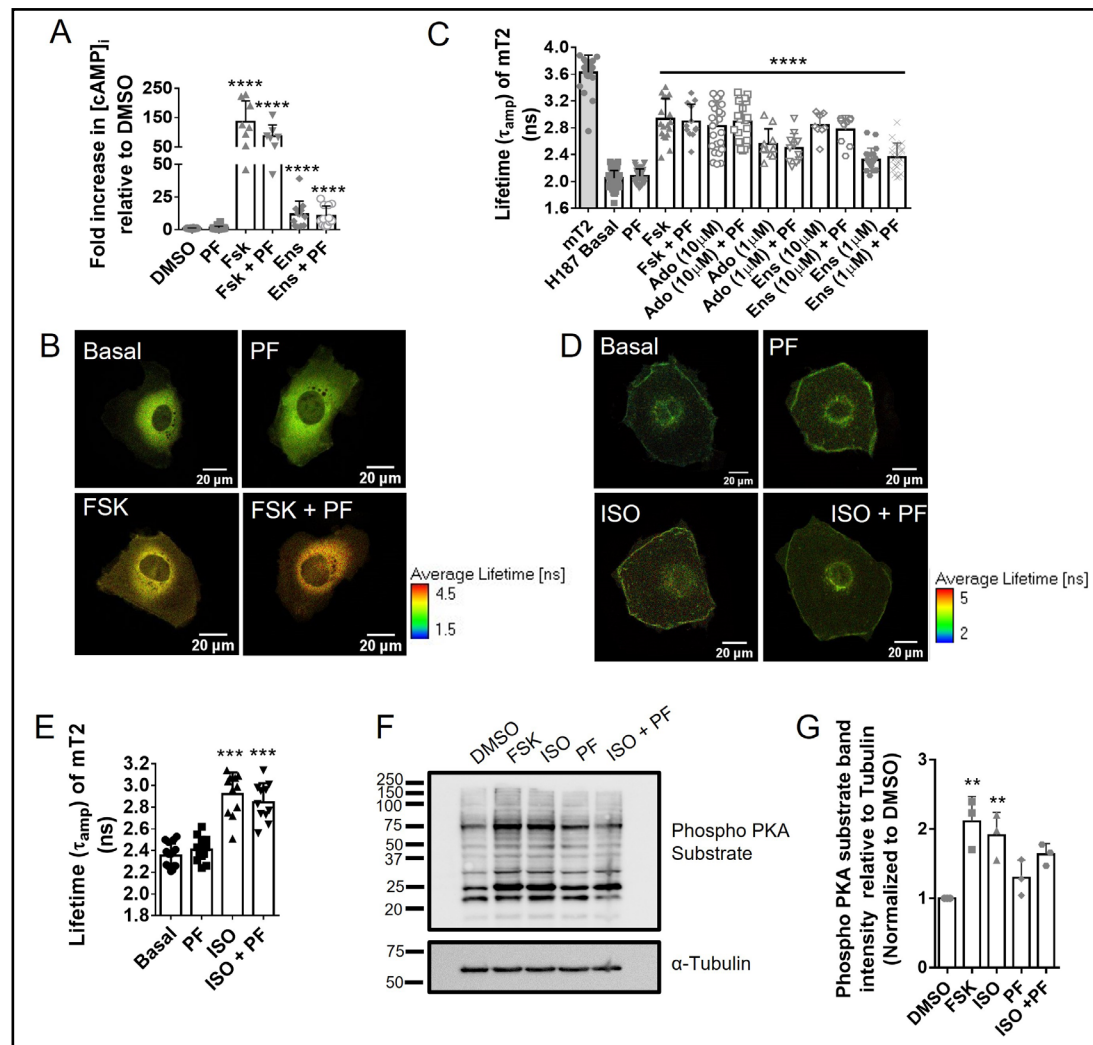 A
Fold increase in [cAMP]i
relative to DMSO
250
150
50
50
25
0
****
****
****
****
DMSO
PF
Fsk
Fsk + PF
Ens
Ens + PF
C
Lifetime (τamp) of mT2
(ns)
4.0
3.6
3.2
2.8
2.4
2.0
1.6
****
mT2
H187 Basal
PF
Fsk
Fsk + PF
Ado (10µM)
Ado (10µM) + PF
Ado (1µM)
Ado (1µM) + PF
Ens (10µM)
Ens (10µM) + PF
Ens (1µM)
Ens (1µM) + PF
B
Basal
20 µm
PF
20 µm
FSK
20 µm
FSK + PF
20 µm
Average Lifetime [ns]
4.5
1.5
D
Basal
20 µm
PF
20 µm
ISO
20 µm
ISO + PF
20 µm
Average Lifetime [ns]
5
2
E
Lifetime (τamp) of mT2
(ns)
3.2
3.0
2.8
2.6
2.4
2.2
2.0
1.8
***
***
Basal
PF
ISO
ISO + PF
F
DMSO
FSK
ISO
PF
ISO + PF
250
150
100
75
50
37
25
20
Phospho PKA
Substrate
75
50
α-Tubulin
G
Phospho PKA substrate band
intensity relative to Tubulin
(Normalized to DMSO)
3
2
1
0
**
**
DMSO
FSK
ISO
PF
ISO +PF